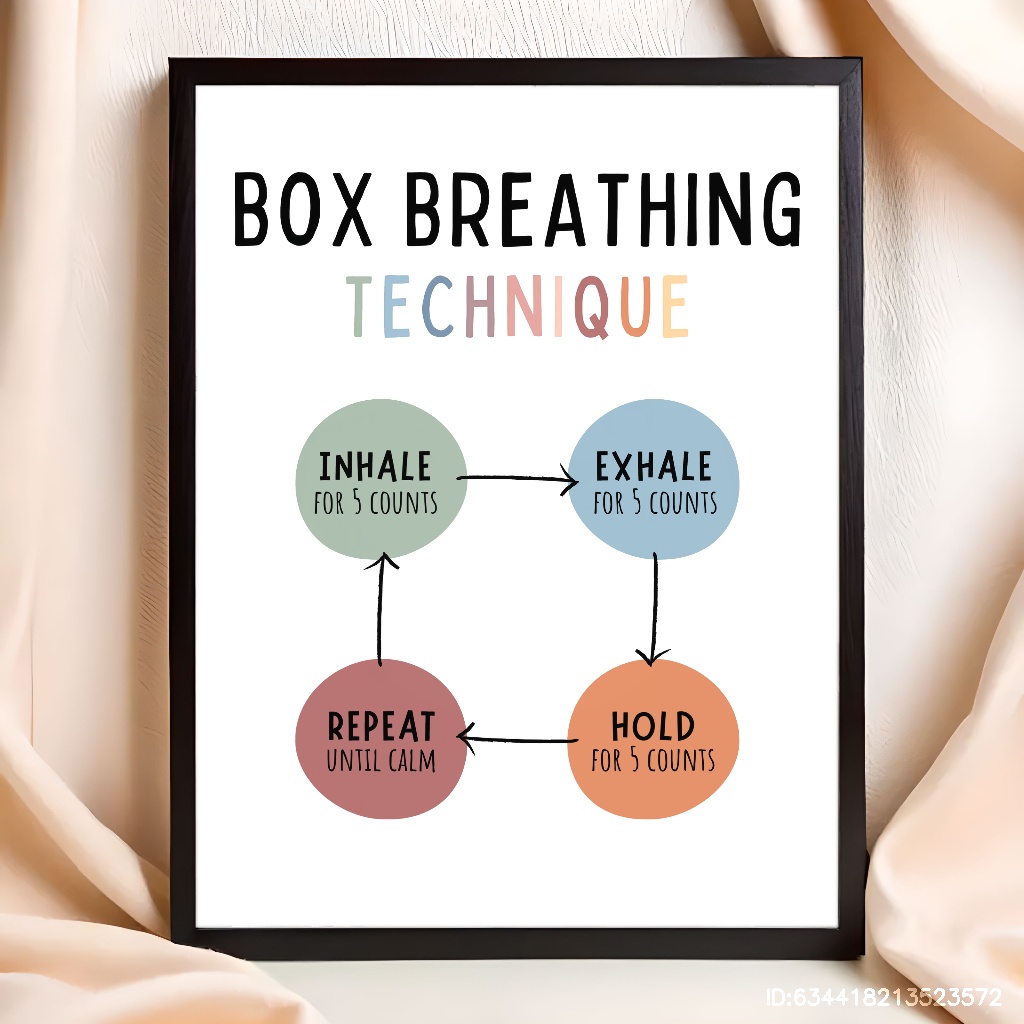 BOX BREATHING
TECHNIQUE
INHALE
FOR 5 COUNTS
EXHALE
FOR 5 COUNTS
REPEAT
UNTIL CALM
HOLD
FOR 5 COUNTS
ID:634418213523572